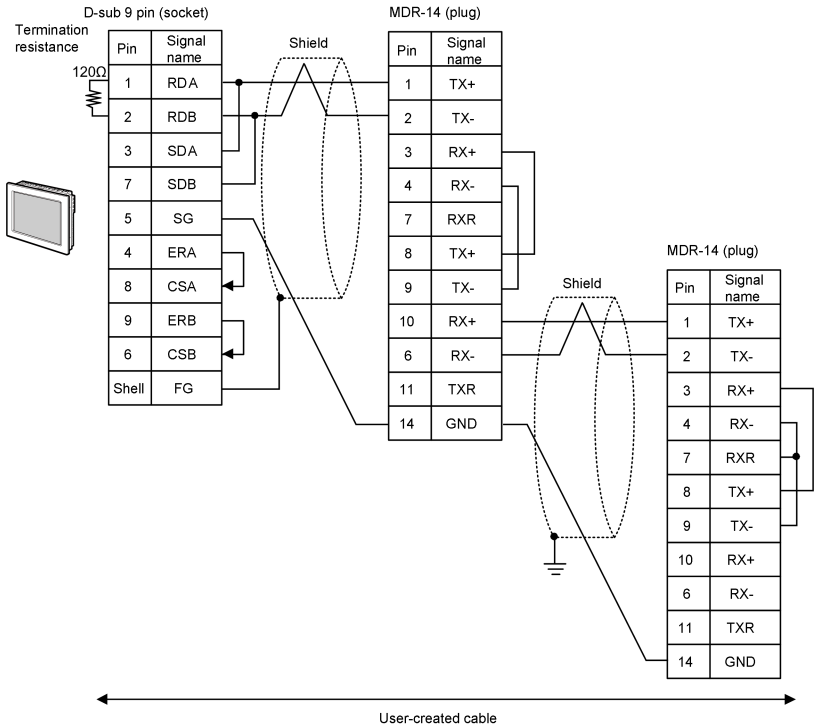 D-sub 9 pin (socket)
Termination
resistance
120Ω
Pin Signal
name
1 RDA
2 RDB
3 SDA
7 SDB
5 SG
4 ERA
8 CSA
9 ERB
6 CSB
Shell FG
Shield
MDR-14 (plug)
Pin Signal
name
1 TX+
2 TX-
3 RX+
4 RX-
7 RXR
8 TX+
9 TX-
10 RX+
6 RX-
11 TXR
14 GND
Shield
MDR-14 (plug)
Pin Signal
name
1 TX+
2 TX-
3 RX+
4 RX-
7 RXR
8 TX+
9 TX-
10 RX+
6 RX-
11 TXR
14 GND
User-created cable